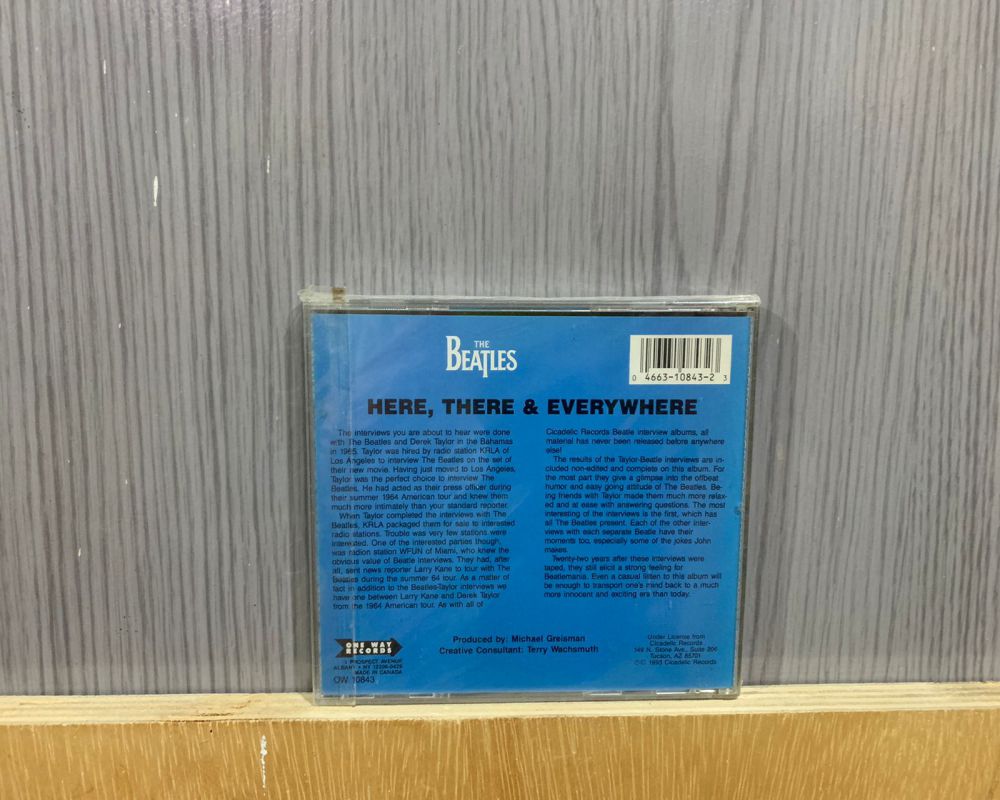 THE
BEATLES
0 4663-10843-2 3
HERE, THERE & EVERYWHERE
The interviews you are about to hear were done
with The Beatles and Derek Taylor in the Bahamas
in 1965. Taylor was hired by radio station KRLA of
Los Angeles to interview The Beatles on the set of
their new movie. Having just moved to Los Angeles,
Taylor was the perfect choice to interview The
Beatles. He had acted as their press officer during
their summer 1964 American tour and knew them
much more intimately than your standard reporter.
When Taylor completed the interviews with The
Beatles, KRLA packaged them for sale to interested
radio stations. Trouble was very few stations were
interested. One of the interested parties though,
was radion station WFUN of Miami, who knew the
obvious value of Beatle interviews. They had, after
all, sent news reporter Larry Kane to tour with The
Beatles during the summer 64 tour. As a matter of
fact in addition to the Beatles-Taylor interviews we
have one between Larry Kane and Derek Taylor
from the 1964 American tour. As with all of
Cicadelic Records Beatle interview albums, all
material has never been released before anywhere
else!
The results of the Taylor-Beatle interviews are in-
cluded non-edited and complete on this album. For
the most part they give a glimpse into the offbeat
humor and easy going attitude of The Beatles. Be-
ing friends with Taylor made them much more relax-
ed and at ease with answering questions. The most
interesting of the interviews is the first, which has
all The Beatles present. Each of the other inter-
views with each separate Beatle have their
moments too, especially some of the jokes John
makes.
Twenty-two years after these interviews were
taped, they still elicit a strong feeling for
Beatlemania. Even a casual listen to this album will
be enough to transport one's mind back to a much
more innocent and exciting era than today.
ONE WAY
RECORDS
1 PROSPECT AVENUE
ALBANY • NY 12206-0429
MADE IN CANADA
OW 10843
Produced by: Michael Greisman
Creative Consultant: Terry Wachsmuth
Under License from
Cicadelic Records
149 N. Stone Ave., Suite 206
Tucson, AZ 85701
©Ⓟ 1993 Cicadelic Records